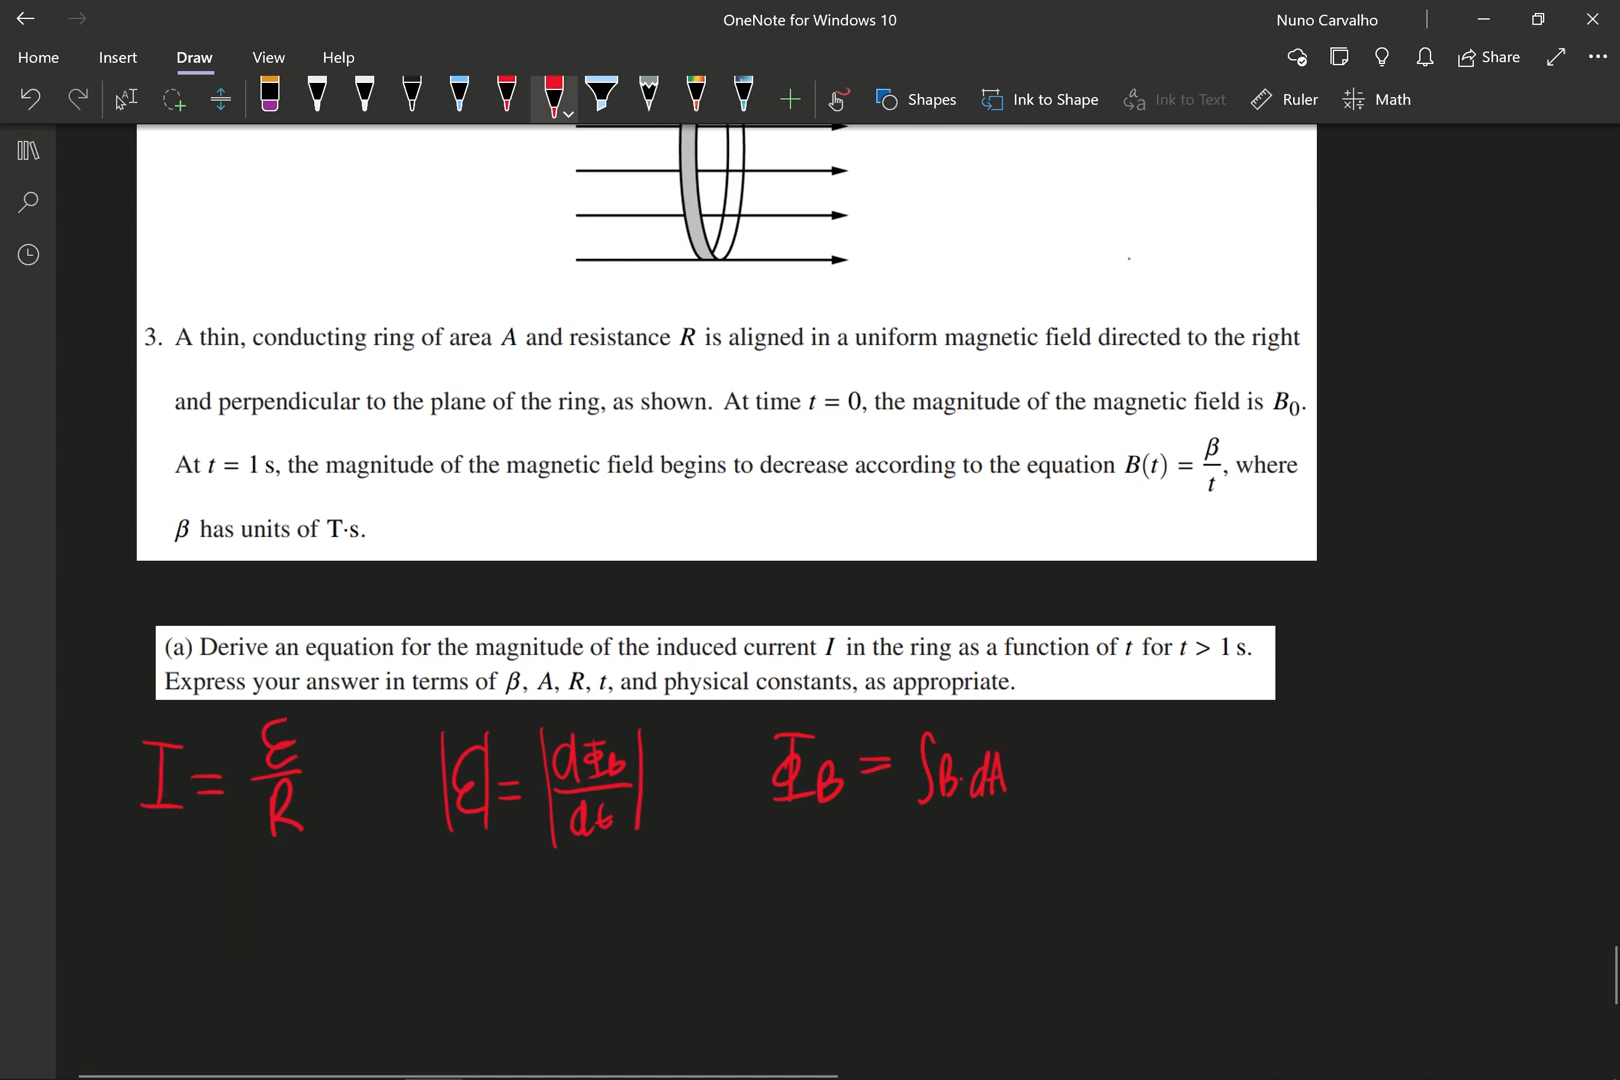 OneNote for Windows 10
Nuno Carvalho
Home Insert Draw View Help
Share
Shapes Ink to Shape Ink to Text Ruler Math
3. A thin, conducting ring of area A and resistance R is aligned in a uniform magnetic field directed to the right
and perpendicular to the plane of the ring, as shown. At time t = 0, the magnitude of the magnetic field is B₀.
At t = 1 s, the magnitude of the magnetic field begins to decrease according to the equation B(t) = β/t, where
β has units of T·s.
(a) Derive an equation for the magnitude of the induced current I in the ring as a function of t for t > 1 s.
Express your answer in terms of β, A, R, t, and physical constants, as appropriate.
I = ℰ/R |ℰ| = |dΦB/dt| ΦB = ∫B·dA